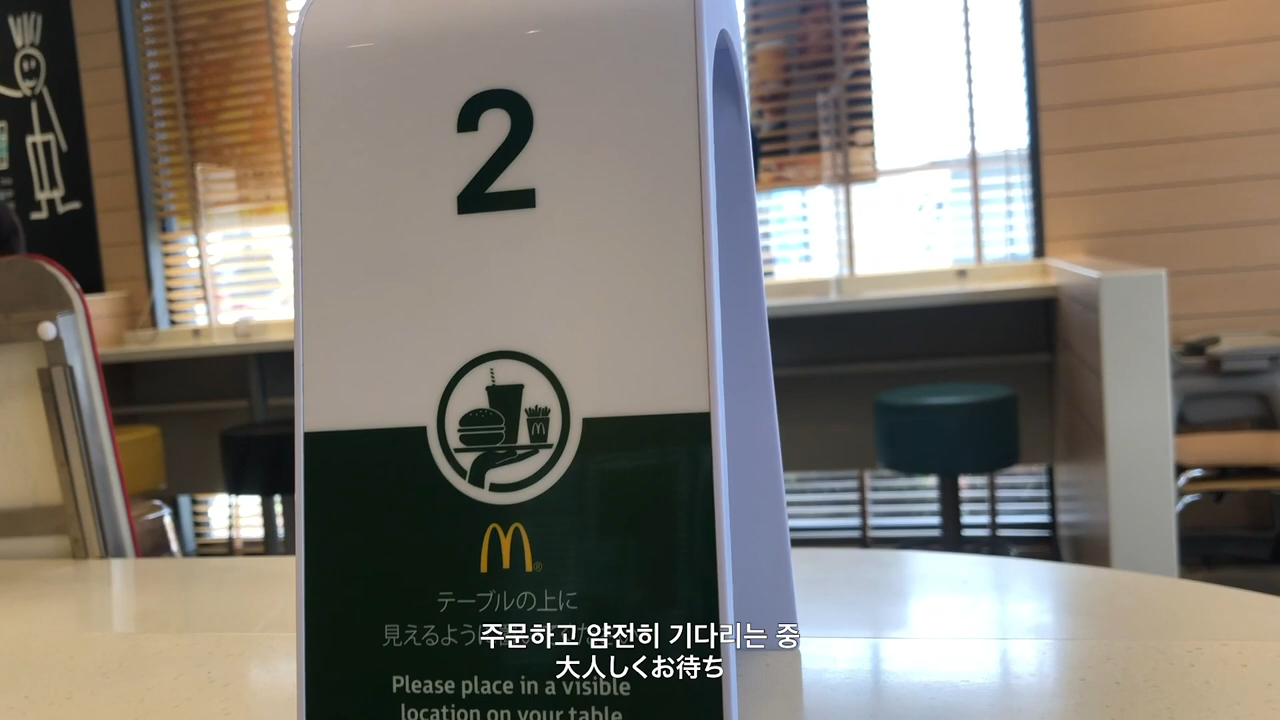 2
テーブルの上に
見えるように
주문하고 얌전히 기다리는 중
大人しくお待ち
Please place in a visible
location on your table